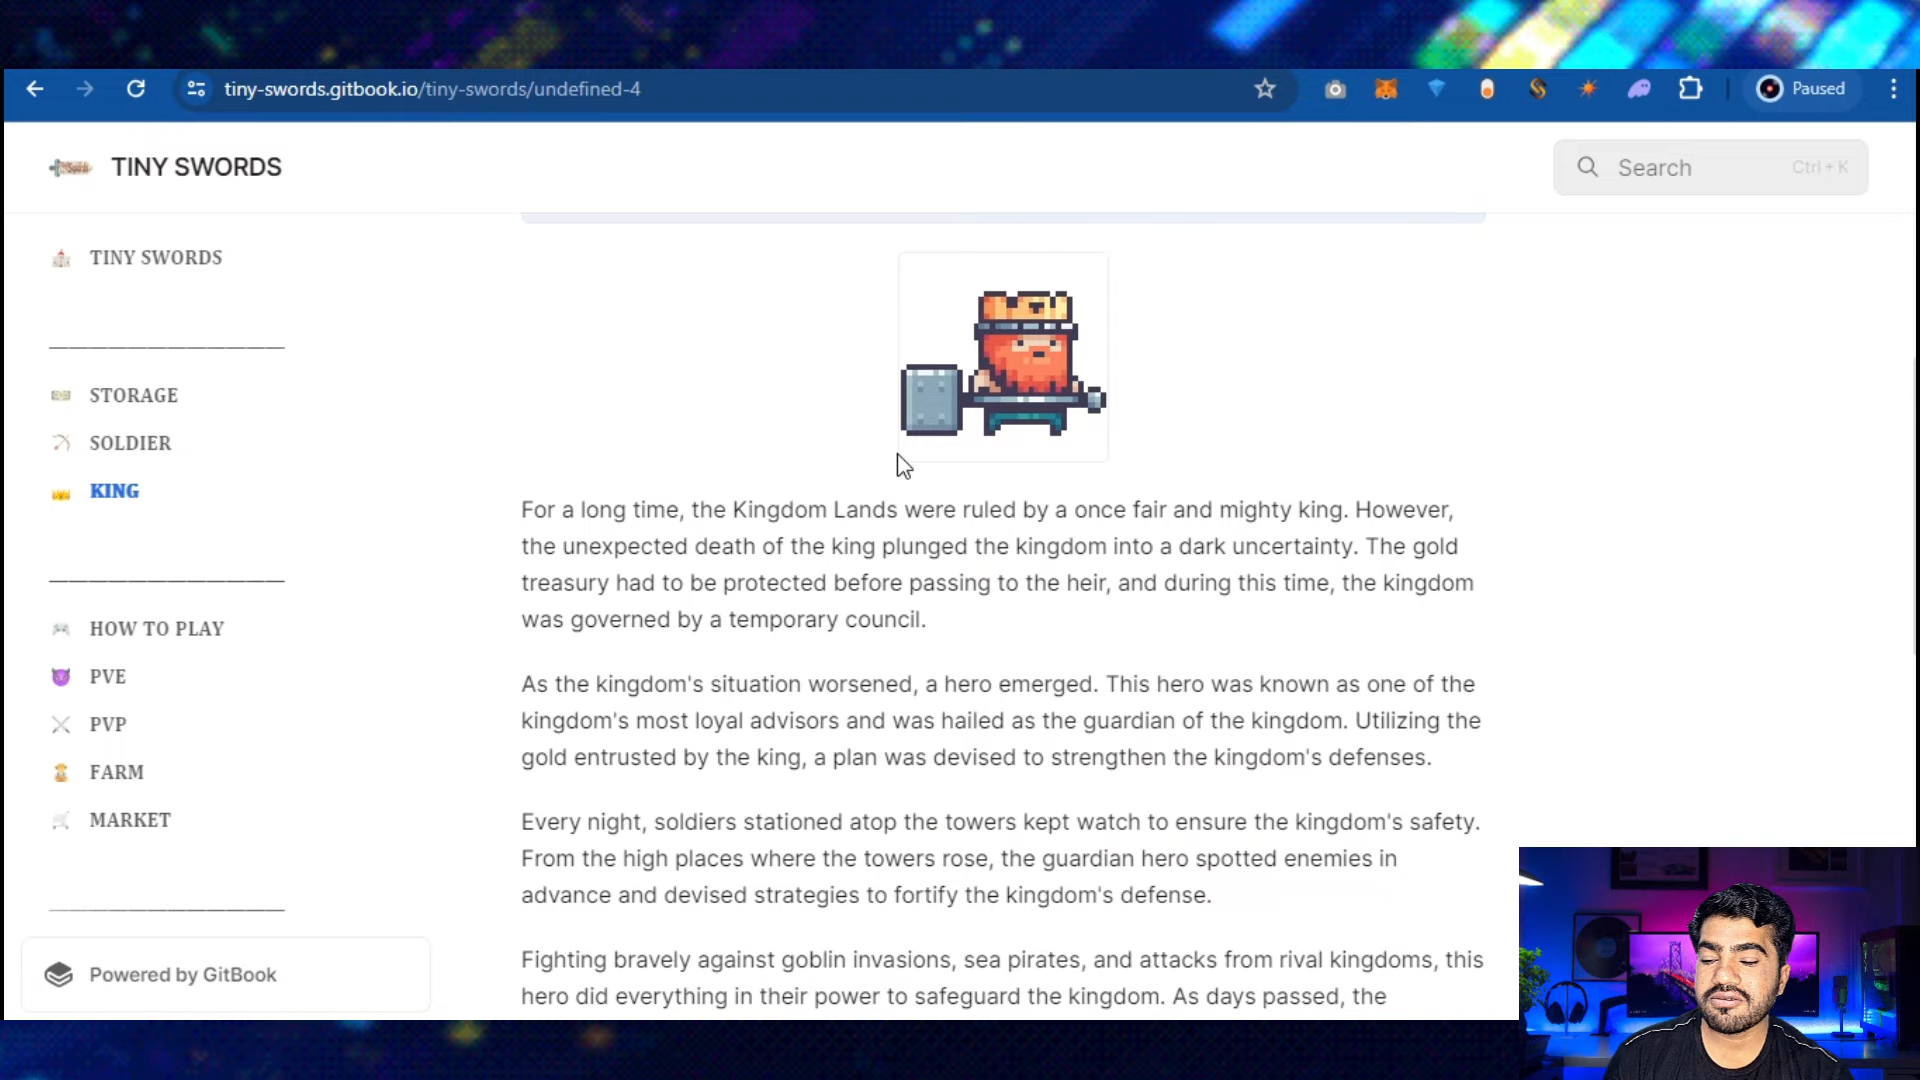 tiny-swords.gitbook.io/tiny-swords/undefined-4
Paused
TINY SWORDS
Search
Ctrl + K
TINY SWORDS
STORAGE
SOLDIER
KING
HOW TO PLAY
PVE
PVP
FARM
MARKET
Powered by GitBook
For a long time, the Kingdom Lands were ruled by a once fair and mighty king. However,
the unexpected death of the king plunged the kingdom into a dark uncertainty. The gold
treasury had to be protected before passing to the heir, and during this time, the kingdom
was governed by a temporary council.
As the kingdom's situation worsened, a hero emerged. This hero was known as one of the
kingdom's most loyal advisors and was hailed as the guardian of the kingdom. Utilizing the
gold entrusted by the king, a plan was devised to strengthen the kingdom's defenses.
Every night, soldiers stationed atop the towers kept watch to ensure the kingdom's safety.
From the high places where the towers rose, the guardian hero spotted enemies in
advance and devised strategies to fortify the kingdom's defense.
Fighting bravely against goblin invasions, sea pirates, and attacks from rival kingdoms, this
hero did everything in their power to safeguard the kingdom. As days passed, the